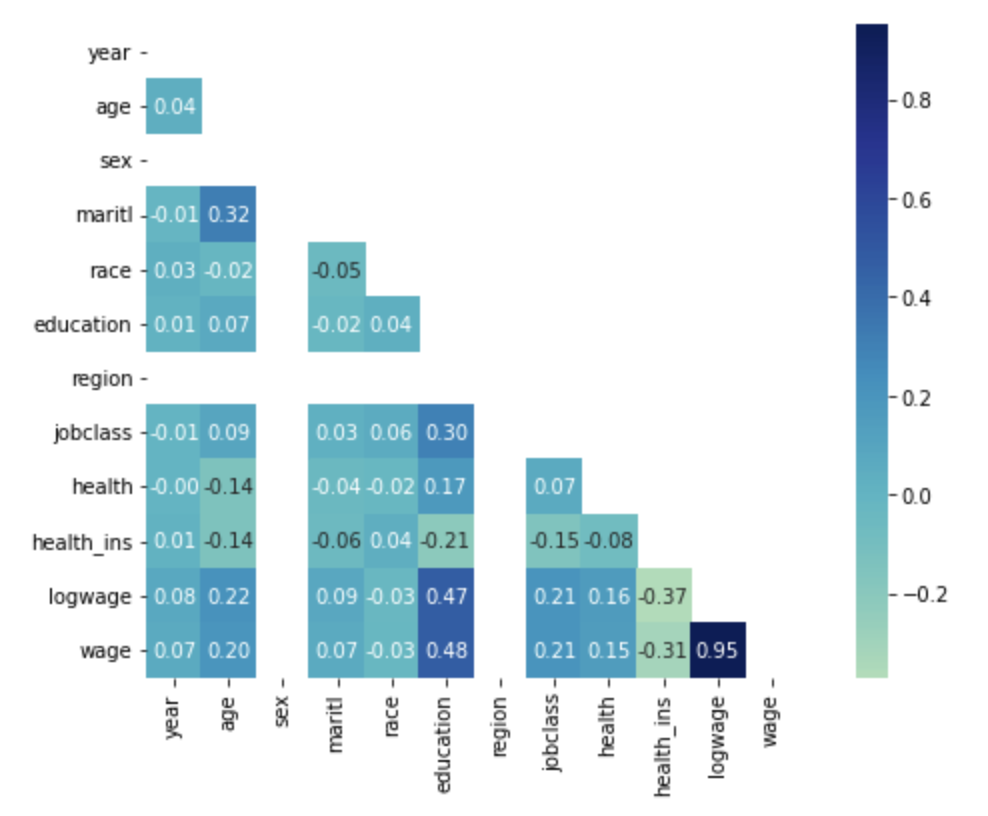 year
age 0.04
sex
maritl -0.01 0.32
race 0.03 -0.02 -0.05
education 0.01 0.07 -0.02 0.04
region
jobclass -0.01 0.09 0.03 0.06 0.30
health -0.00 -0.14 -0.04 -0.02 0.17 0.07
health_ins 0.01 -0.14 -0.06 0.04 -0.21 -0.15 -0.08
logwage 0.08 0.22 0.09 -0.03 0.47 0.21 0.16 -0.37
wage 0.07 0.20 0.07 -0.03 0.48 0.21 0.15 -0.31 0.95
year age sex maritl race education region jobclass health health_ins logwage wage
0.8
0.6
0.4
0.2
0.0
−0.2